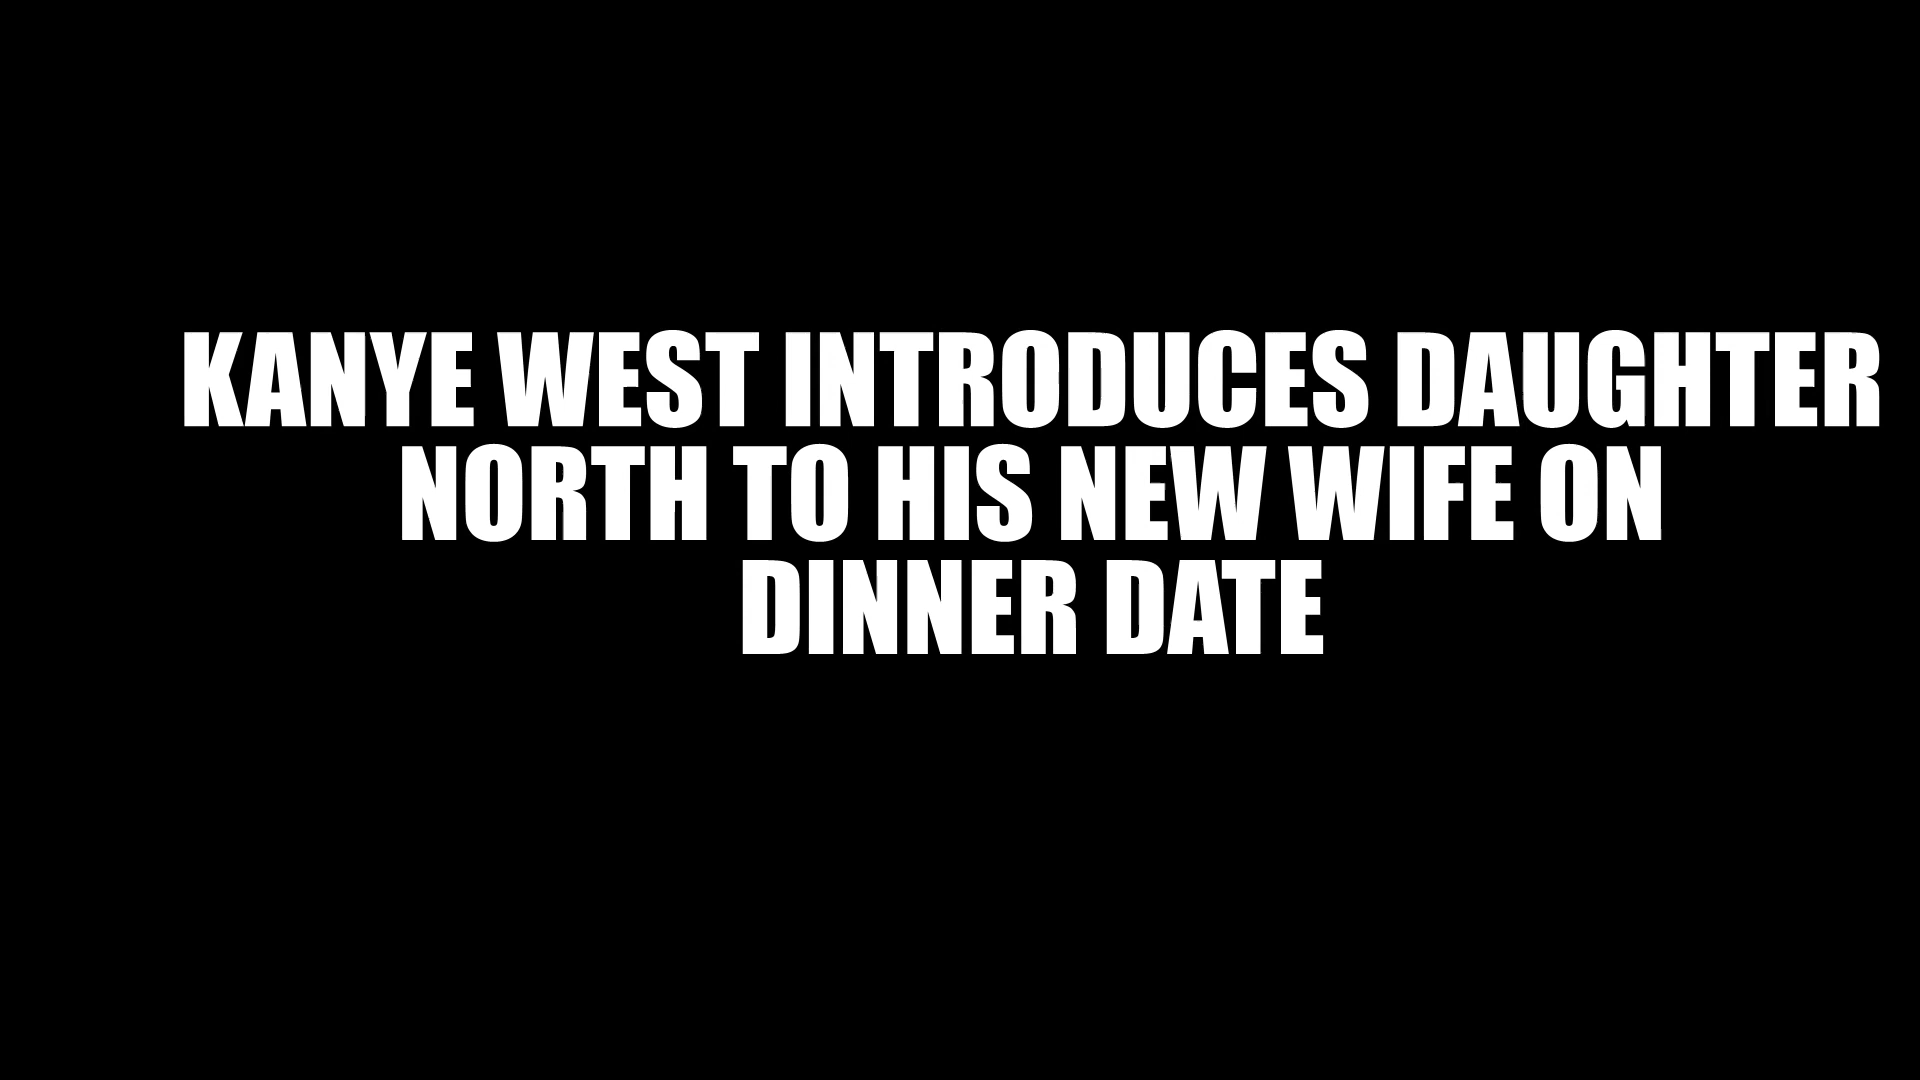 KANYE WEST INTRODUCES DAUGHTER
NORTH TO HIS NEW WIFE ON
DINNER DATE